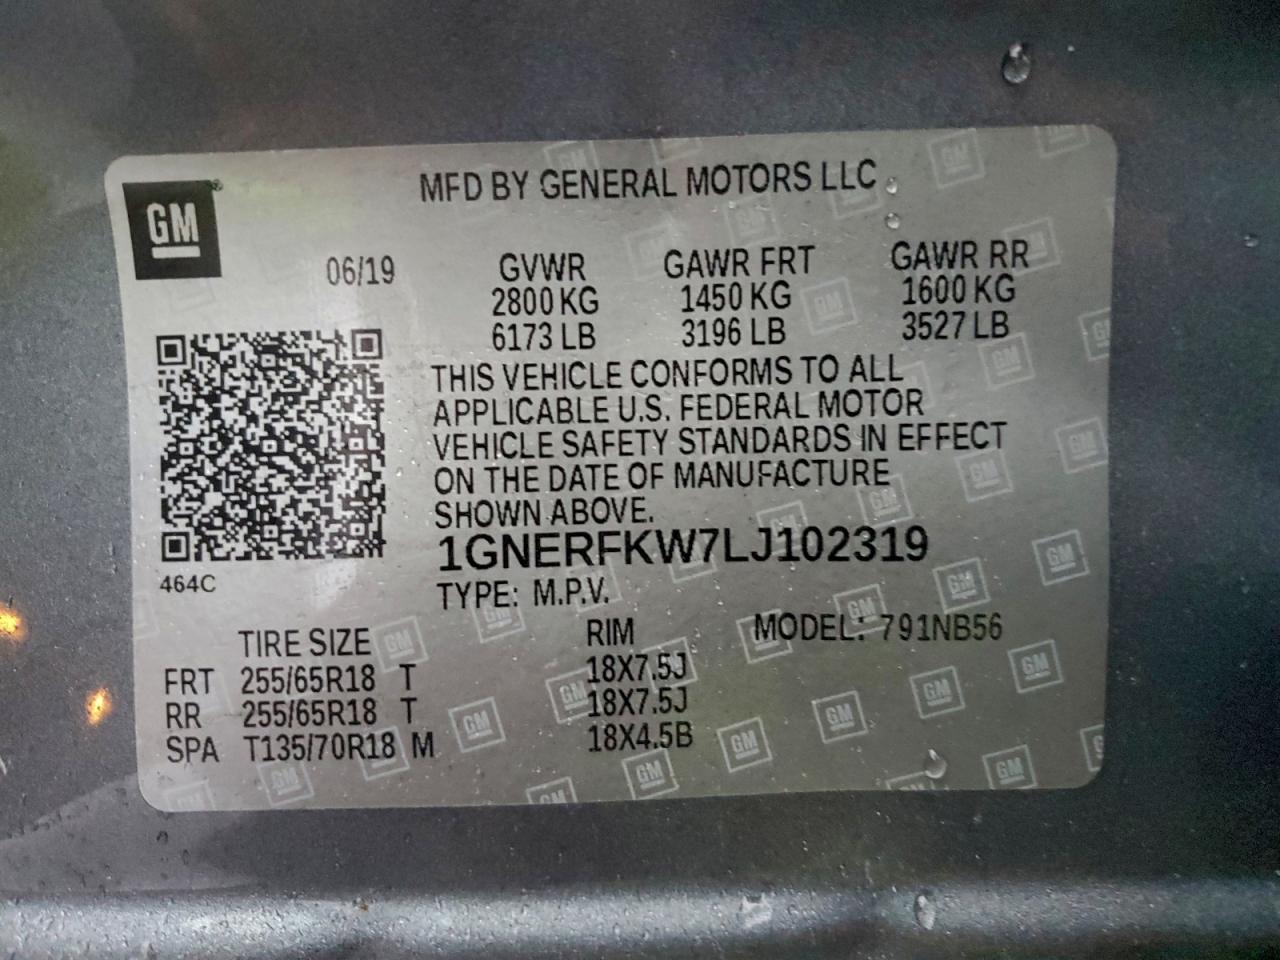 MFD BY GENERAL MOTORS LLC
GM
06/19 GVWR GAWR FRT GAWR RR
2800 KG 1450 KG 1600 KG
6173 LB 3196 LB 3527 LB
THIS VEHICLE CONFORMS TO ALL
APPLICABLE U.S. FEDERAL MOTOR
VEHICLE SAFETY STANDARDS IN EFFECT
ON THE DATE OF MANUFACTURE
SHOWN ABOVE.
1GNERFKW7LJ102319
464C
TYPE: M.P.V.
TIRE SIZE RIM MODEL: 791NB56
FRT 255/65R18 T 18X7.5J
RR 255/65R18 T 18X7.5J
SPA T135/70R18 M 18X4.5B